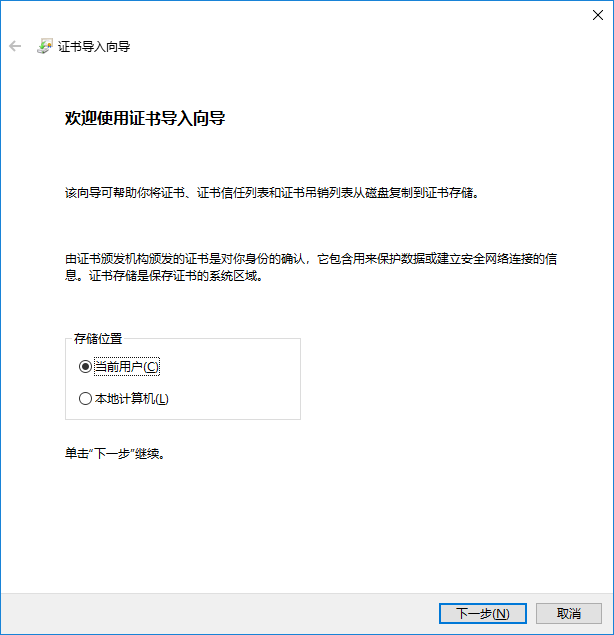 证书导入向导
欢迎使用证书导入向导
该向导可帮助你将证书、证书信任列表和证书吊销列表从磁盘复制到证书存储。
由证书颁发机构颁发的证书是对你身份的确认，它包含用来保护数据或建立安全网络连接的信
息。证书存储是保存证书的系统区域。
存储位置
当前用户(C)
本地计算机(L)
单击"下一步"继续。
下一步(N)
取消